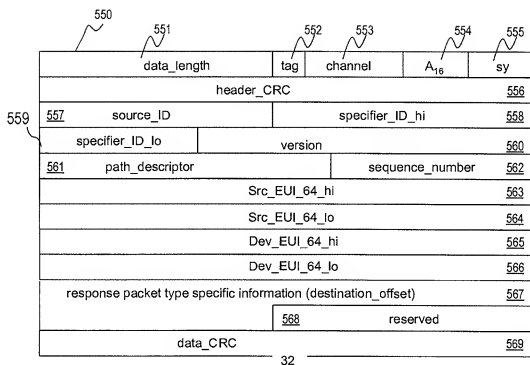 550
551
552
553
554
555
data_length tag channel A16 sy
header_CRC 556
557 source_ID specifier_ID_hi 558
559
specifier_ID_lo version 560
561 path_descriptor sequence_number 562
Src_EUI_64_hi 563
Src_EUI_64_lo 564
Dev_EUI_64_hi 565
Dev_EUI_64_lo 566
response packet type specific information (destination_offset) 567
568 reserved
data_CRC 569
32